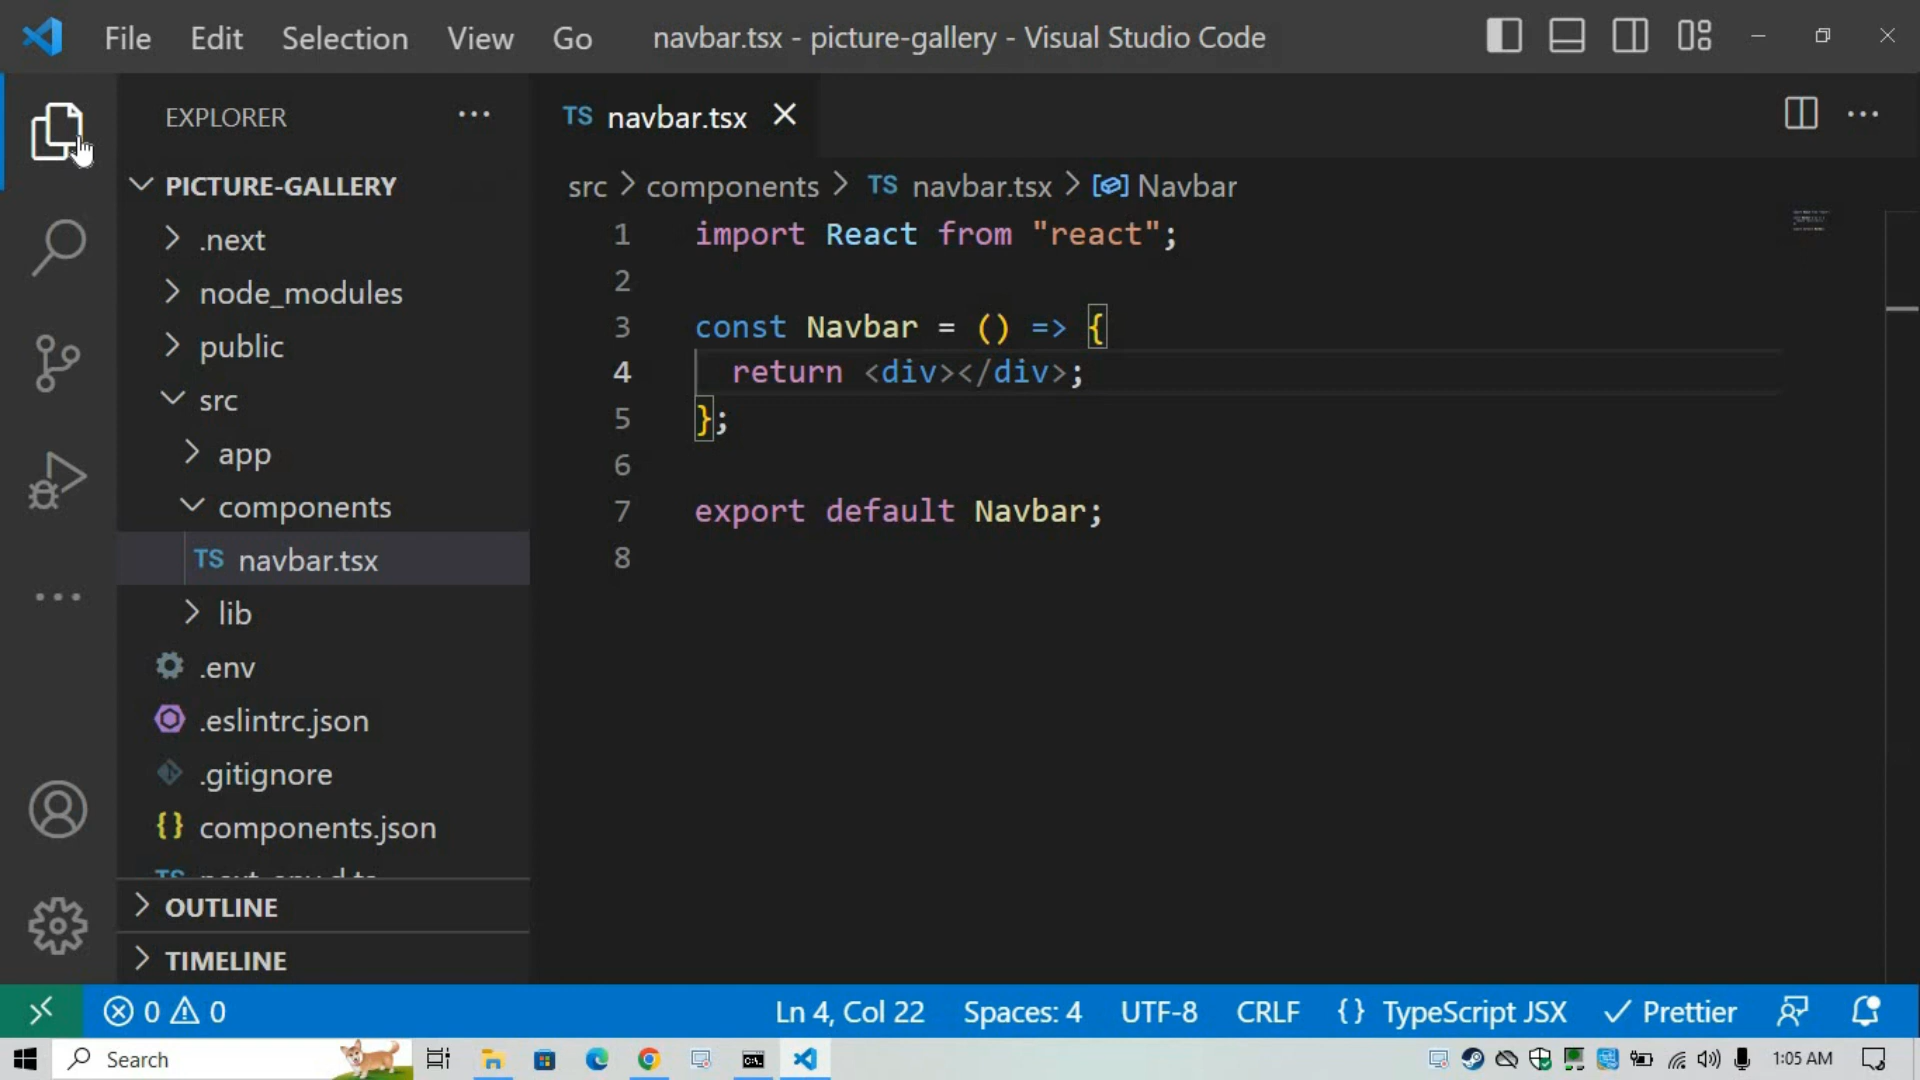 File Edit Selection View Go navbar.tsx - picture-gallery - Visual Studio Code
EXPLORER
PICTURE-GALLERY
.next
node_modules
public
src
app
components
TS navbar.tsx
lib
.env
.eslintrc.json
.gitignore
{} components.json
TS next-env.d.ts
OUTLINE
TIMELINE
TS navbar.tsx
src > components > TS navbar.tsx > Navbar
1 import React from "react";
2
3 const Navbar = () => {
4 return <div></div>;
5 };
6
7 export default Navbar;
8
0 0 Ln 4, Col 22 Spaces: 4 UTF-8 CRLF {} TypeScript JSX Prettier
Search 1:05 AM